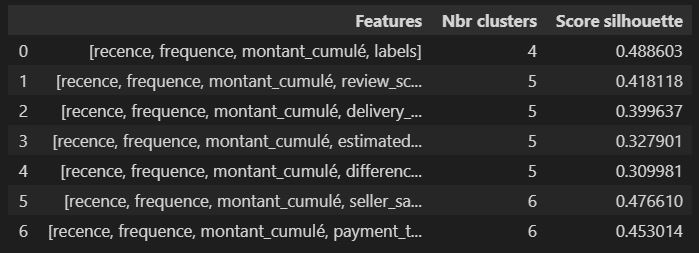 Features Nbr clusters Score silhouette
0 [recence, frequence, montant_cumulé, labels] 4 0.488603
1 [recence, frequence, montant_cumulé, review_sc... 5 0.418118
2 [recence, frequence, montant_cumulé, delivery_... 5 0.399637
3 [recence, frequence, montant_cumulé, estimated... 5 0.327901
4 [recence, frequence, montant_cumulé, differenc... 5 0.309981
5 [recence, frequence, montant_cumulé, seller_sa... 6 0.476610
6 [recence, frequence, montant_cumulé, payment_t... 6 0.453014